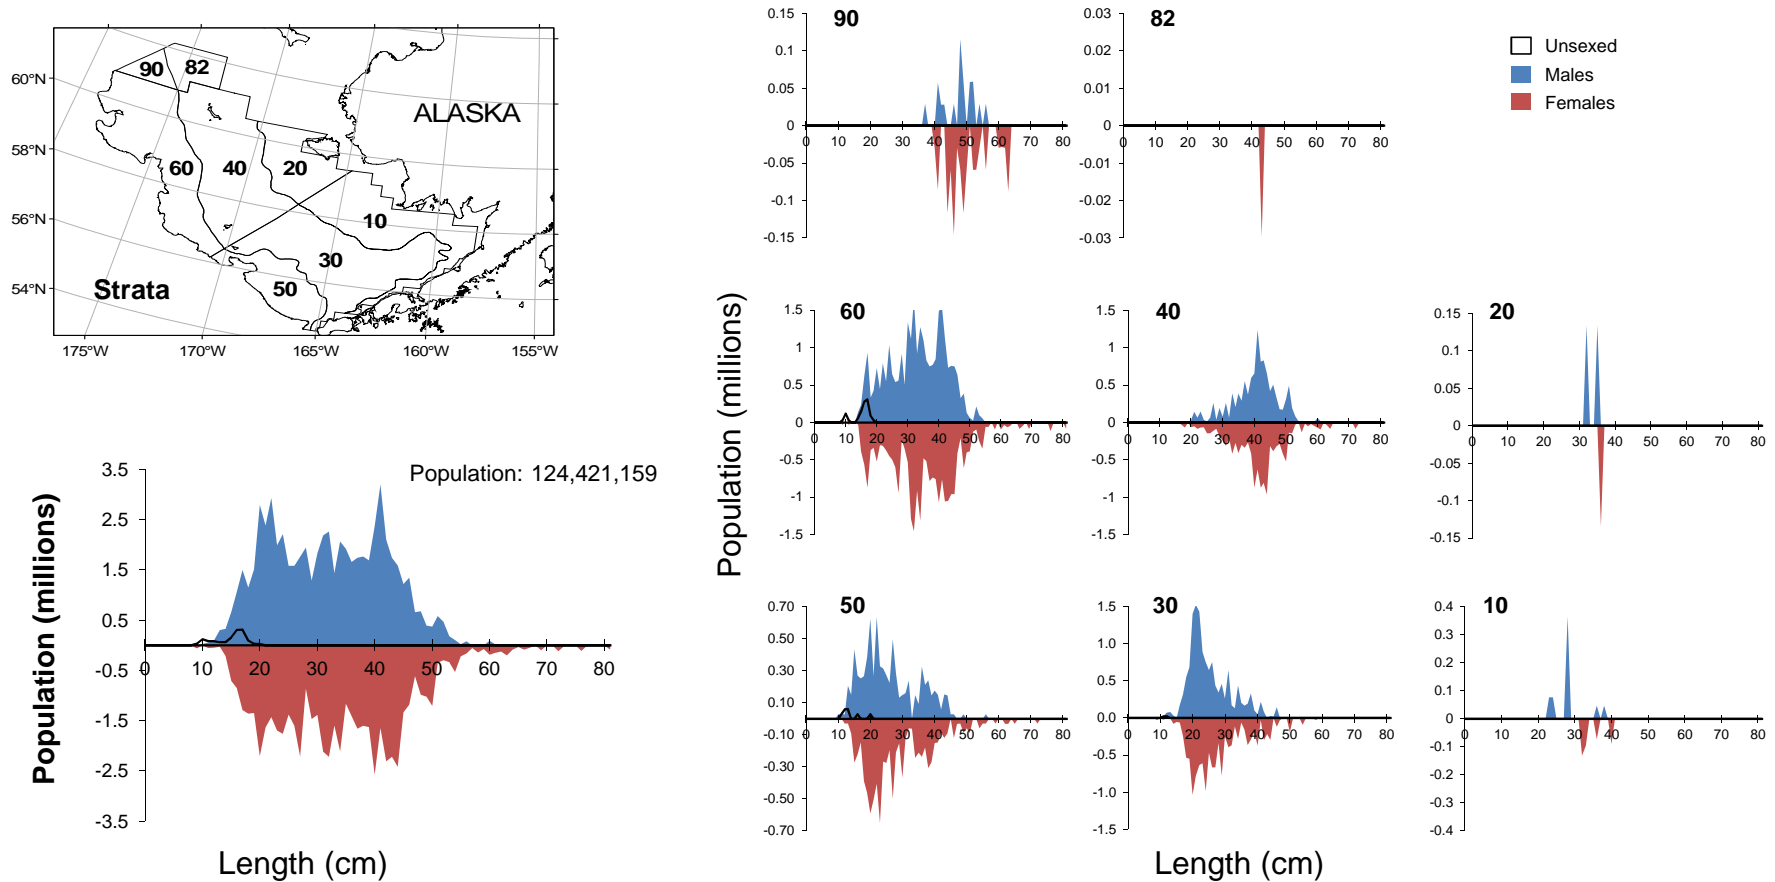 60°N
58°N
56°N
54°N
175°W
170°W
165°W
160°W
155°W
90
82
60
40
20
10
30
50
ALASKA
Strata
Population: 124,421,159
Population (millions)
3.5
2.5
1.5
0.5
-0.5
-1.5
-2.5
-3.5
0 10 20 30 40 50 60 70 80
Length (cm)
Population (millions)
90
0.15
0.1
0.05
0
-0.05
-0.1
-0.15
0 10 20 30 40 50 60 70 80
82
0.03
0.02
0.01
0
-0.01
-0.02
-0.03
0 10 20 30 40 50 60 70 80
Unsexed
Males
Females
60
1.5
1
0.5
0
-0.5
-1
-1.5
0 10 20 30 40 50 60 70 80
40
1.5
1
0.5
0
-0.5
-1
-1.5
0 10 20 30 40 50 60 70 80
20
0.15
0.1
0.05
0
-0.05
-0.1
-0.15
0 10 20 30 40 50 60 70 80
50
0.70
0.50
0.30
0.10
-0.10
-0.30
-0.50
-0.70
0 10 20 30 40 50 60 70 80
30
1.5
1.0
0.5
0.0
-0.5
-1.0
-1.5
0 10 20 30 40 50 60 70 80
10
0.4
0.3
0.2
0.1
0
-0.1
-0.2
-0.3
-0.4
0 10 20 30 40 50 60 70 80
Length (cm)